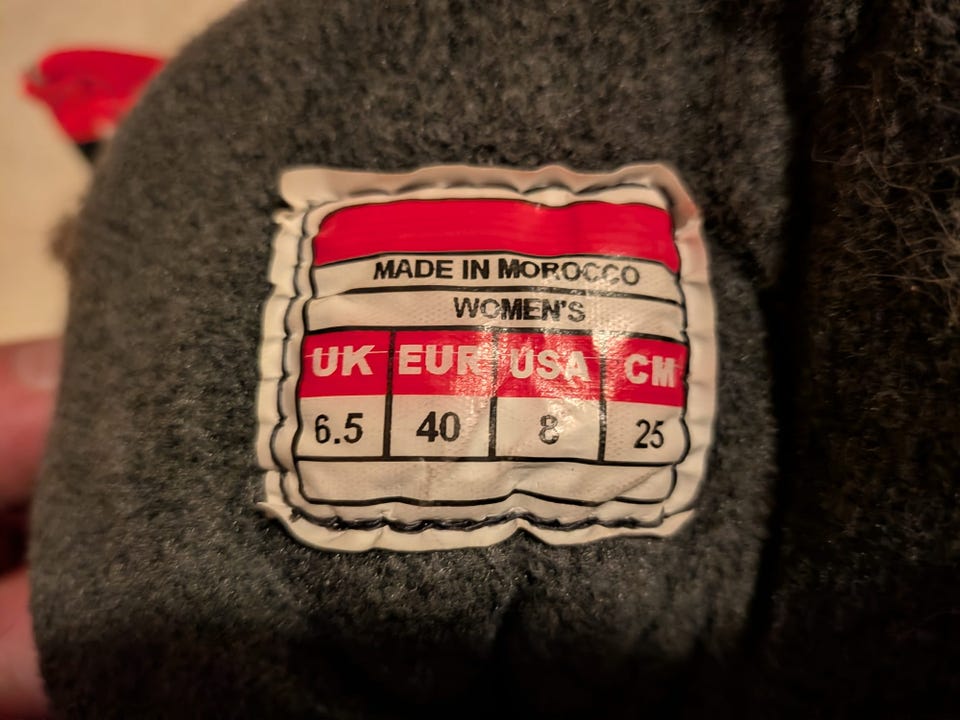 MADE IN MOROCCO
WOMEN'S
UK EUR USA CM
6.5 40 8 25